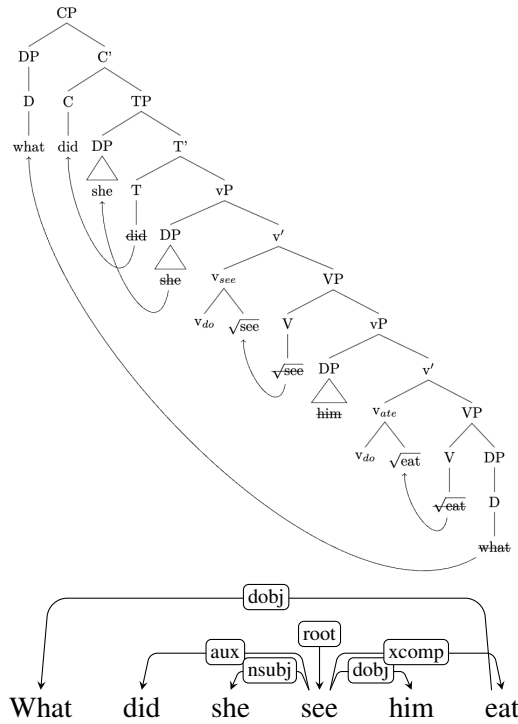 CP
DP C'
D C TP
what did DP T'
she T vP
did DP v′
she v_see VP
v_do √see V vP
√see DP v′
him v_ate VP
v_do √eat V DP
√eat D
what
dobj
root
aux xcomp
nsubj dobj
What did she see him eat